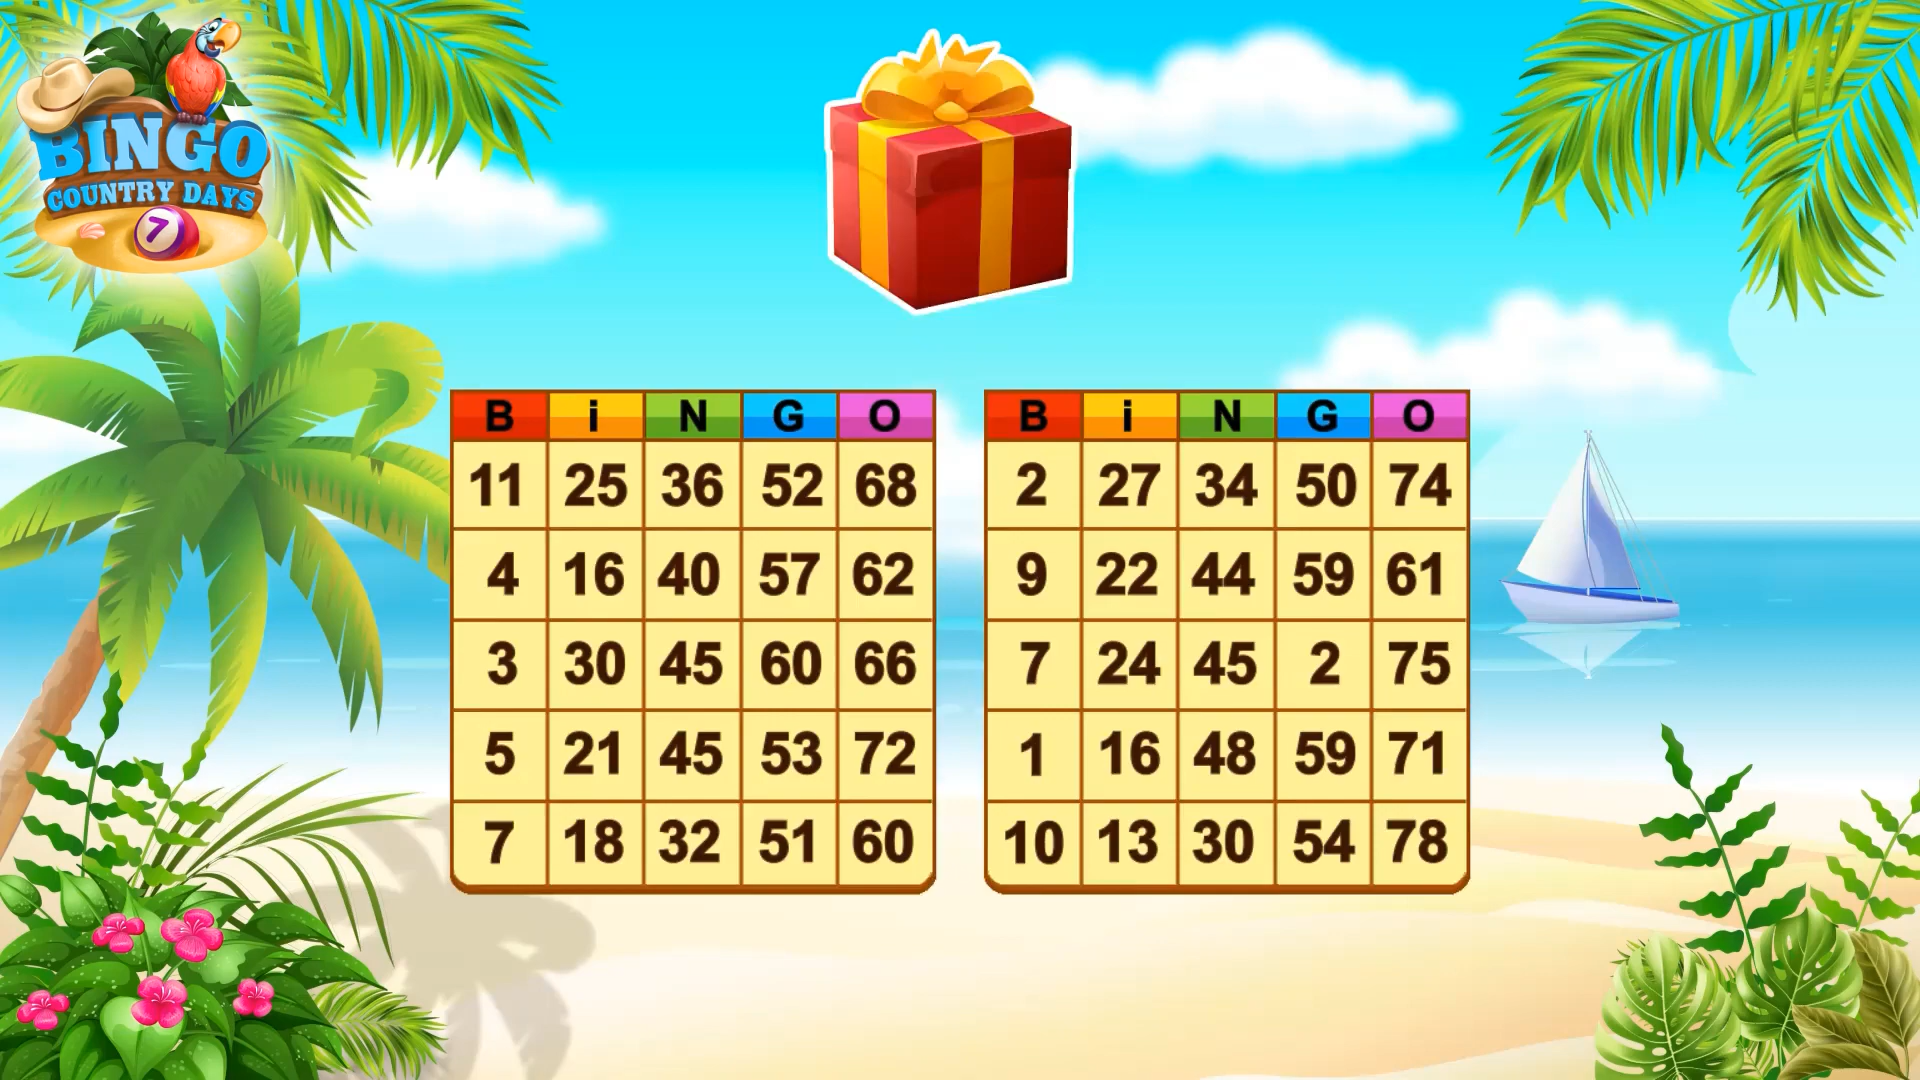 BINGO
COUNTRY DAYS
7
B i N G O
11 25 36 52 68
4 16 40 57 62
3 30 45 60 66
5 21 45 53 72
7 18 32 51 60
B i N G O
2 27 34 50 74
9 22 44 59 61
7 24 45 2 75
1 16 48 59 71
10 13 30 54 78